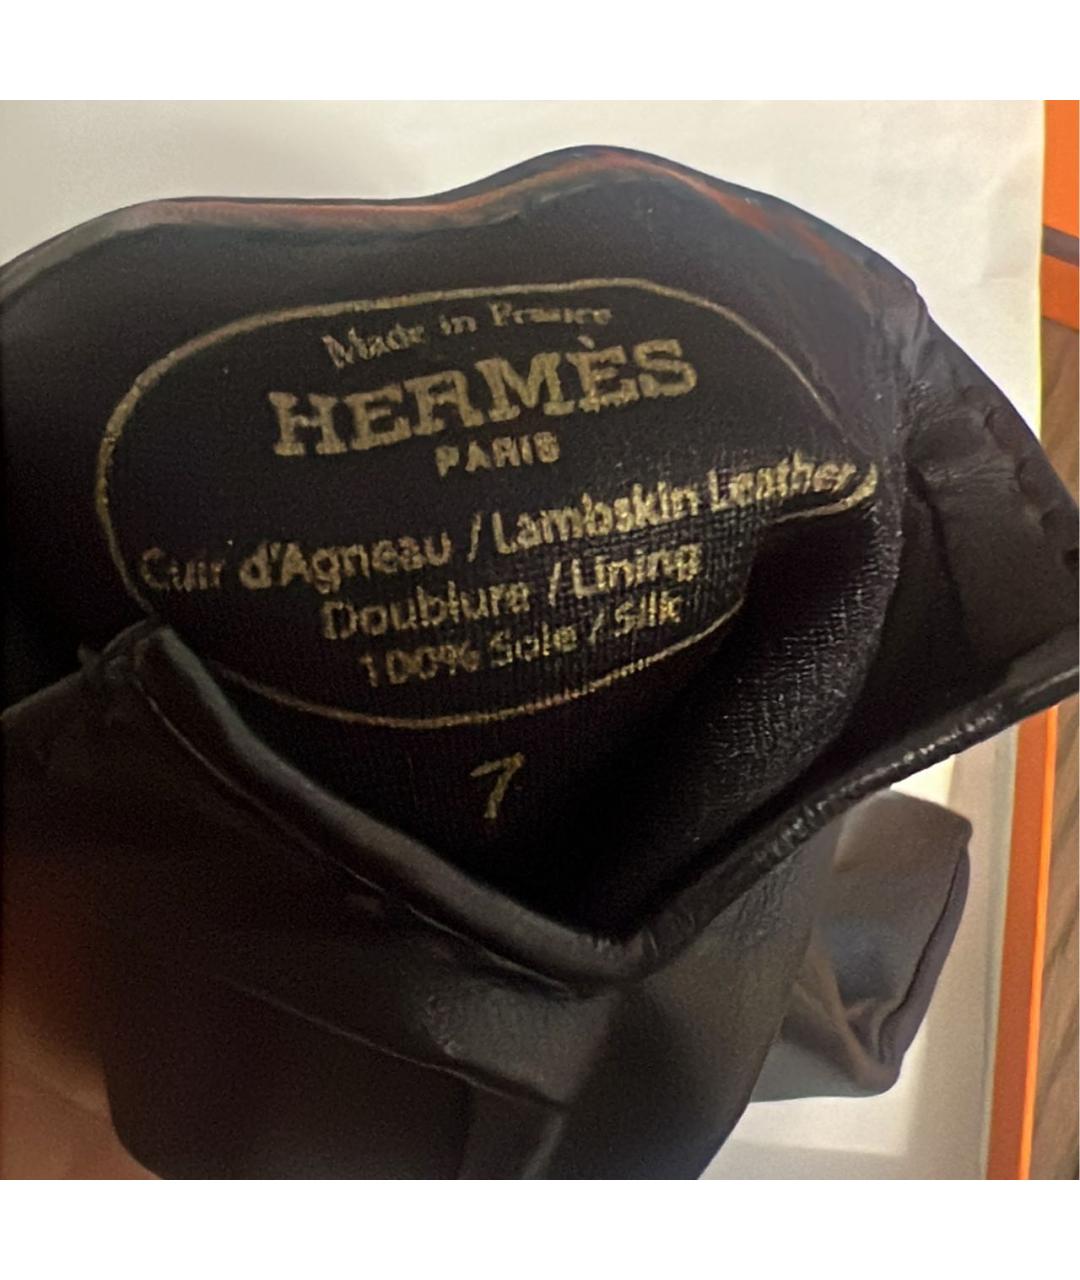 Made in France
HERMÈS
PARIS
Cuir d'Agneau / Lambskin Leather
Doublure / Lining
100% Soie / Silk
7